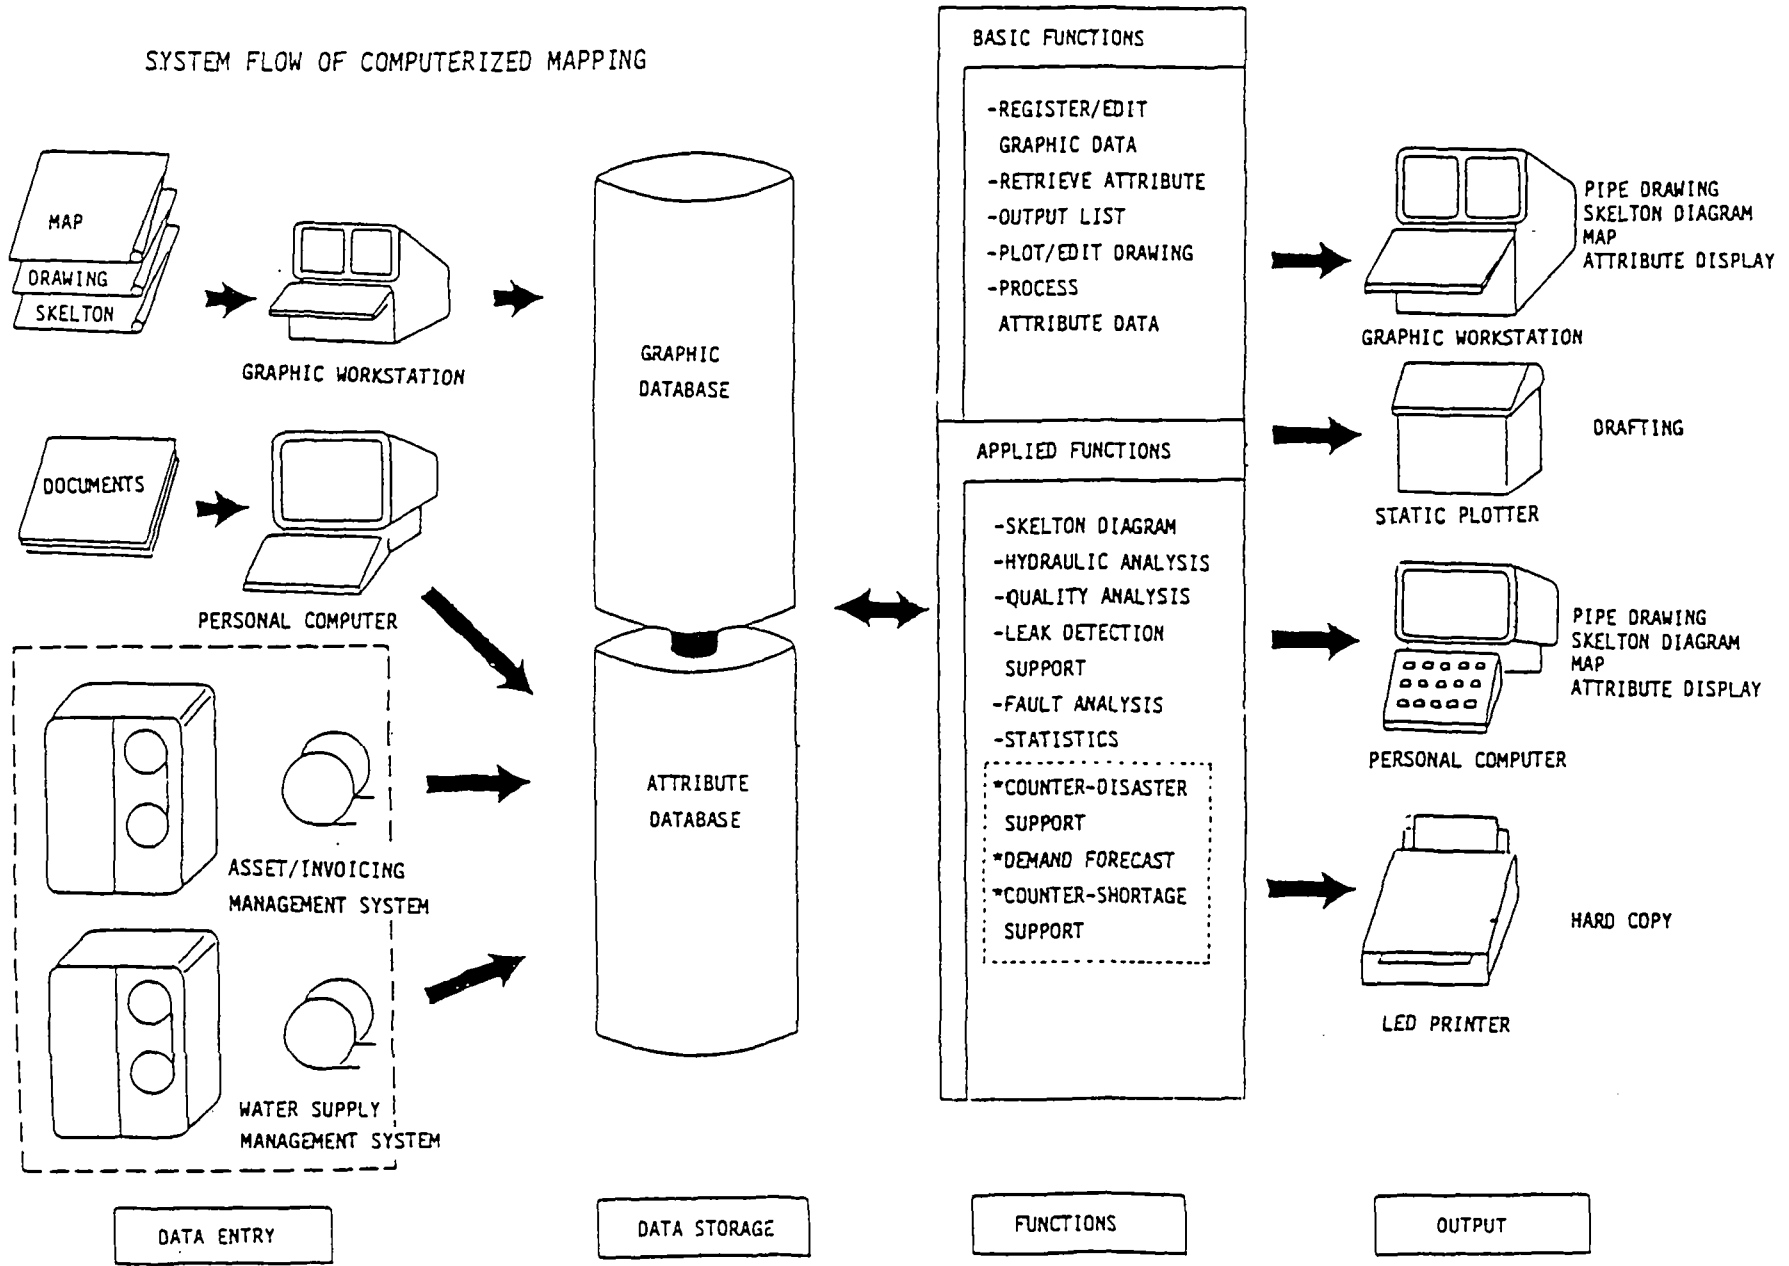 SYSTEM FLOW OF COMPUTERIZED MAPPING
MAP
DRAWING
SKELTON
GRAPHIC WORKSTATION
DOCUMENTS
PERSONAL COMPUTER
ASSET/INVOICING
MANAGEMENT SYSTEM
WATER SUPPLY
MANAGEMENT SYSTEM
DATA ENTRY
GRAPHIC
DATABASE
ATTRIBUTE
DATABASE
DATA STORAGE
BASIC FUNCTIONS
-REGISTER/EDIT
GRAPHIC DATA
-RETRIEVE ATTRIBUTE
-OUTPUT LIST
-PLOT/EDIT DRAWING
-PROCESS
ATTRIBUTE DATA
APPLIED FUNCTIONS
-SKELTON DIAGRAM
-HYDRAULIC ANALYSIS
-QUALITY ANALYSIS
-LEAK DETECTION
SUPPORT
-FAULT ANALYSIS
-STATISTICS
*COUNTER-DISASTER
SUPPORT
*DEMAND FORECAST
*COUNTER-SHORTAGE
SUPPORT
FUNCTIONS
PIPE DRAWING
SKELTON DIAGRAM
MAP
ATTRIBUTE DISPLAY
GRAPHIC WORKSTATION
DRAFTING
STATIC PLOTTER
PIPE DRAWING
SKELTON DIAGRAM
MAP
ATTRIBUTE DISPLAY
PERSONAL COMPUTER
HARD COPY
LED PRINTER
OUTPUT